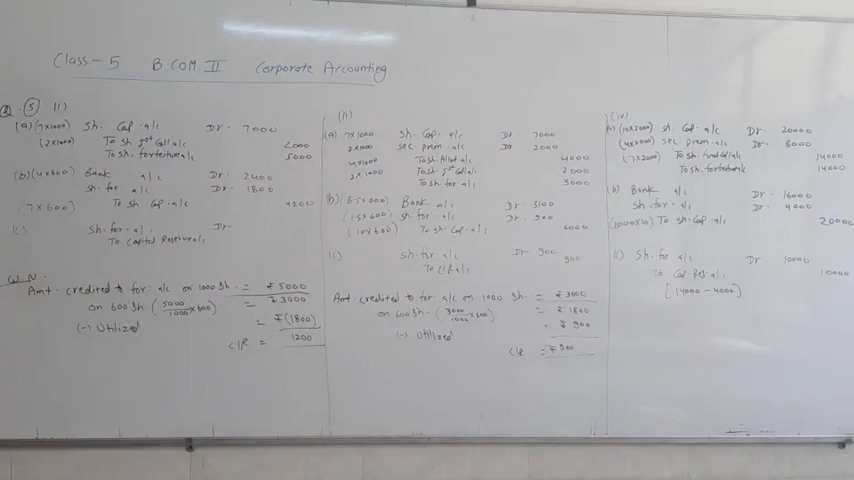 Class - 5 B.COM II Corporate Accounting
Q. 5 (i)
(a) (7x1000) Sh. Cap a/c Dr. 7000
(2x1000) To Sh 1st Call a/c 2000
To Sh. forfeiture a/c 5000
(b) (4x600) Bank a/c Dr. 2400
Sh. for. a/c Dr. 1800
(7x600) To Sh Cap a/c 4200
(c) Sh. for a/c Dr
To Capital Reserve a/c
W.N.
Amt. credited to for. a/c on 1000 Sh. = ₹5000
on 600 Sh (5000/1000 x 600) = ₹3000
(-) Utilized = ₹(1800)
C/R = 1200
(ii)
(a) 7x1000 Sh. Cap. a/c Dr 7000
2x1000 Sec. prem. a/c Dr 2000
4x1000 To Sh. Allot a/c 4000
2x1000 To Sh. 1st Call a/c 2000
To Sh for a/c 3000
(b) Bank a/c Dr. 5100
(1.5x600) Sh. for. a/c Dr. 900
(10x600) To Sh. Cap a/c 6000
(c) Sh. for a/c Dr 900
To C/R a/c 900
Amt credited to for a/c on 1000 Sh. = ₹3000
on 600 Sh. (3000/1000 x 600) = ₹1800
(-) Utilized = ₹ 900
C/R = ₹900
(iv)
(10x2000) Sh. Cap. a/c Dr. 20000
(4x2000) Sec. prem. a/c Dr. 8000
(7x2000) To Sh. final Call a/c 14000
To Sh. forfeiture a/c 14000
(b) Bank a/c Dr. 16000
Sh. for. a/c Dr. 4000
(2000x10) To Sh. Cap. a/c 20000
(c) Sh. for a/c Dr 10000
To Cap. Res. a/c 10000
[14000 - 4000]